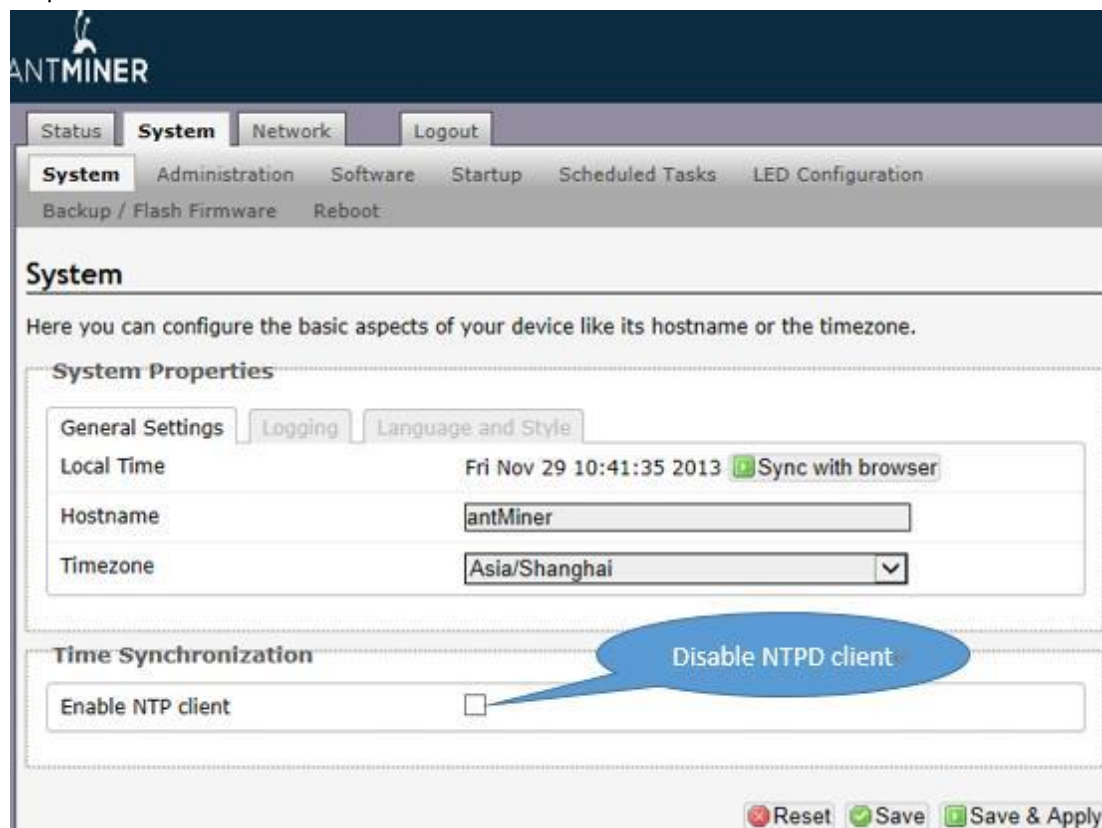 ANTMINER
Status System Network Logout
System Administration Software Startup Scheduled Tasks LED Configuration
Backup / Flash Firmware Reboot
System
Here you can configure the basic aspects of your device like its hostname or the timezone.
System Properties
General Settings Logging Language and Style
Local Time Fri Nov 29 10:41:35 2013 Sync with browser
Hostname antMiner
Timezone Asia/Shanghai
Time Synchronization
Disable NTPD client
Enable NTP client
Reset Save Save & Apply